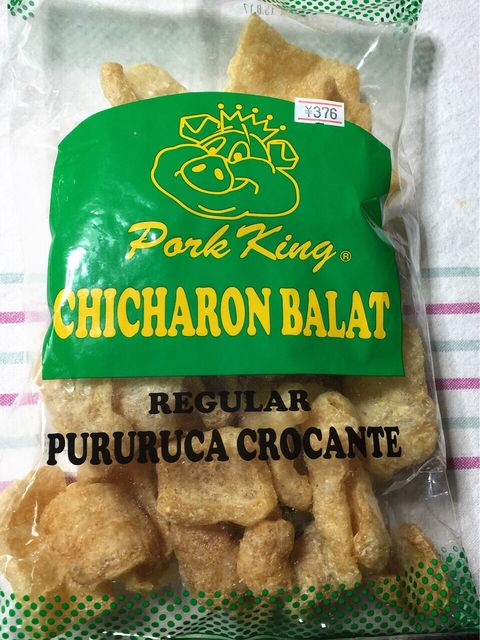 ¥376
Pork King ®
CHICHARON BALAT
REGULAR
PURURUCA CROCANTE